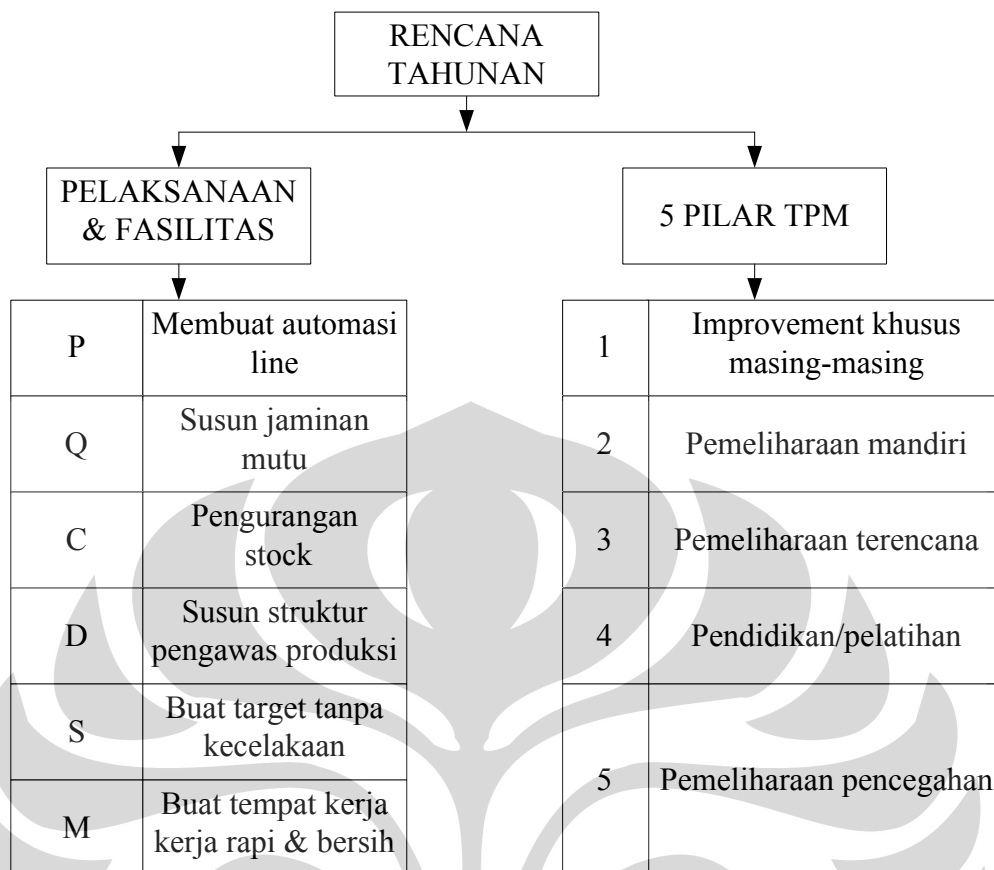 RENCANA
TAHUNAN
PELAKSANAAN
& FASILITAS
5 PILAR TPM
P
Membuat automasi
line
Q
Susun jaminan
mutu
C
Pengurangan
stock
D
Susun struktur
pengawas produksi
S
Buat target tanpa
kecelakaan
M
Buat tempat kerja
kerja rapi & bersih
1
Improvement khusus
masing-masing
2
Pemeliharaan mandiri
3
Pemeliharaan terencana
4
Pendidikan/pelatihan
5
Pemeliharaan pencegahan